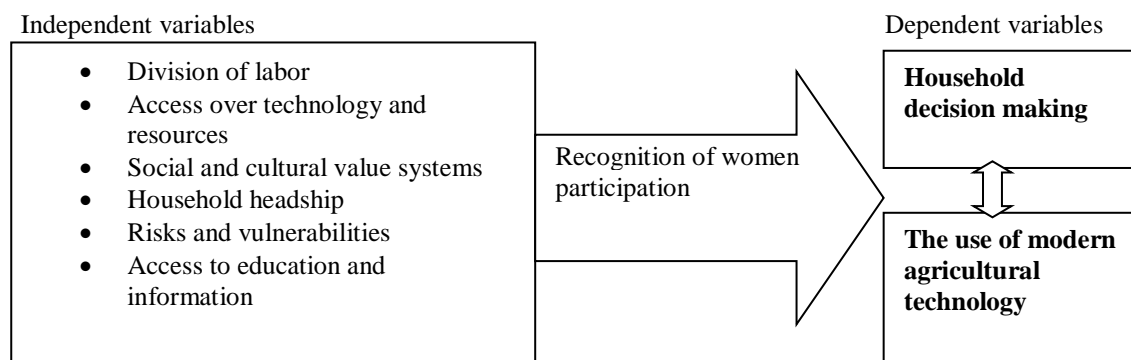 Independent variables
• Division of labor
• Access over technology and
resources
• Social and cultural value systems
• Household headship
• Risks and vulnerabilities
• Access to education and
information
Recognition of women
participation
Dependent variables
Household
decision making
The use of modern
agricultural
technology